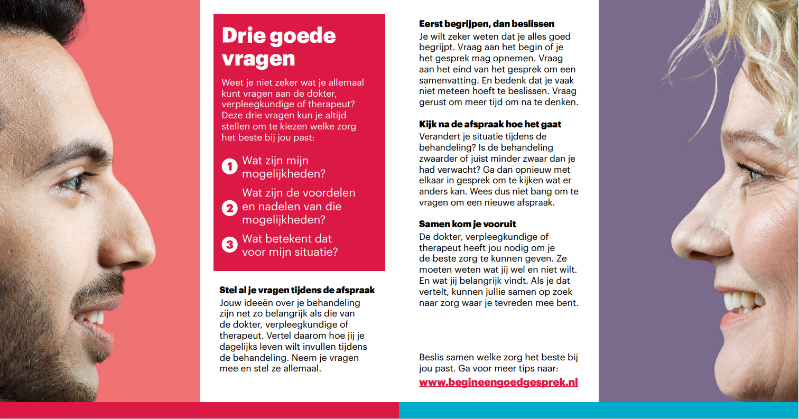 Drie goede
vragen
Weet je niet zeker wat je allemaal
kunt vragen aan de dokter,
verpleegkundige of therapeut?
Deze drie vragen kun je altijd
stellen om te kiezen welke zorg
het beste bij jou past:
1 Wat zijn mijn
mogelijkheden?
2 Wat zijn de voordelen
en nadelen van die
mogelijkheden?
3 Wat betekent dat
voor mijn situatie?
Stel al je vragen tijdens de afspraak
Jouw ideeën over je behandeling
zijn net zo belangrijk als die van
de dokter, verpleegkundige of
therapeut. Vertel daarom hoe jij je
dagelijks leven wilt invullen tijdens
de behandeling. Neem je vragen
mee en stel ze allemaal.
Eerst begrijpen, dan beslissen
Je wilt zeker weten dat je alles goed
begrijpt. Vraag aan het begin of je
het gesprek mag opnemen. Vraag
aan het eind van het gesprek om een
samenvatting. En bedenk dat je vaak
niet meteen hoeft te beslissen. Vraag
gerust om meer tijd om na te denken.
Kijk na de afspraak hoe het gaat
Verandert je situatie tijdens de
behandeling? Is de behandeling
zwaarder of juist minder zwaar dan je
had verwacht? Ga dan opnieuw met
elkaar in gesprek om te kijken wat er
anders kan. Wees dus niet bang om te
vragen om een nieuwe afspraak.
Samen kom je vooruit
De dokter, verpleegkundige of
therapeut heeft jou nodig om je
de beste zorg te kunnen geven. Ze
moeten weten wat jij wel en niet wilt.
En wat jij belangrijk vindt. Als je dat
vertelt, kunnen jullie samen op zoek
naar zorg waar je tevreden mee bent.
Beslis samen welke zorg het beste bij
jou past. Ga voor meer tips naar:
www.begineengoedgesprek.nl